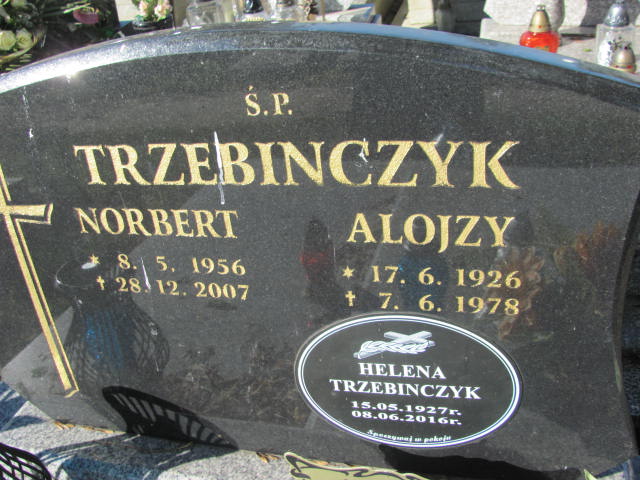 Ś.P.
TRZEBINCZYK
NORBERT
* 8. 5. 1956
✝ 28. 12. 2007
ALOJZY
* 17. 6. 1926
✝ 7. 6. 1978
HELENA
TRZEBINCZYK
15.05.1927r.
08.06.2016r.
Spoczywaj w pokoju